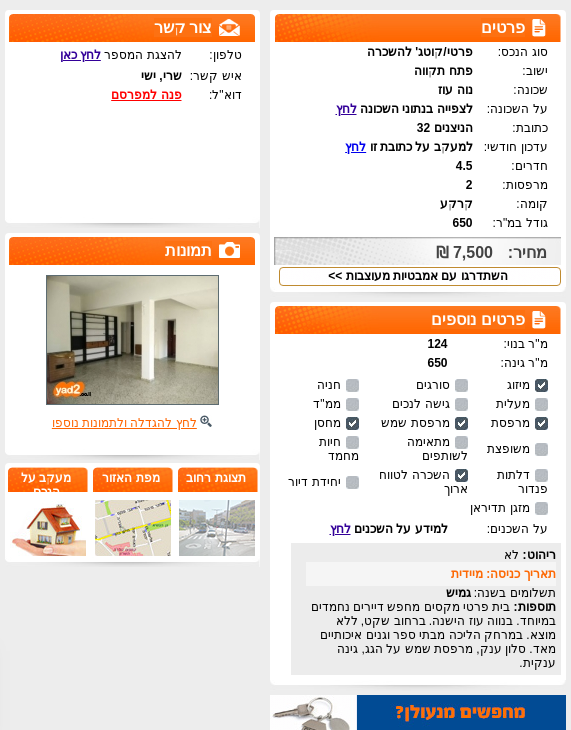 פרטים
סוג הנכס: פרטי/קוטג' להשכרה
ישוב: פתח תקווה
שכונה: נוה עוז
על השכונה: לצפייה בנתוני השכונה לחץ
כתובת: הניצנים 32
עדכון חודשי: למעקב על כתובת זו לחץ
חדרים: 4.5
מרפסות: 2
קומה: קרקע
גודל במ"ר: 650
מחיר: 7,500 ₪
השתדרגו עם אמבטיות מעוצבות >>
צור קשר
טלפון: להצגת המספר לחץ כאן
איש קשר: שרי, ישי
דוא"ל: פנה למפרסם
תמונות
yad2.co.il
לחץ להגדלה ולתמונות נוספו
תצוגת רחוב
מפת האזור
מעקב על
הנכס
פרטים נוספים
מ"ר בנוי: 124
מ"ר גינה: 650
מיזוג סורגים חניה
מעלית גישה לנכים ממ"ד
מרפסת מרפסת שמש מחסן
משופצת מתאימה לשותפים חיות מחמד
דלתות פנדור השכרה לטווח ארוך יחידת דיור
מזגן תדיראן
על השכנים: למידע על השכנים לחץ
ריהוט: לא
תאריך כניסה: מיידית
תשלומים בשנה: גמיש
תוספות: בית פרטי מקסים מחפש דיירים נחמדים
במיוחד. בנווה עוז הישנה. ברחוב שקט, ללא
מוצא. במרחק הליכה מבתי ספר וגנים איכותיים
מאד. סלון ענק, מרפסת שמש על הגג, גינה
ענקית.
מחפשים מנעולן?